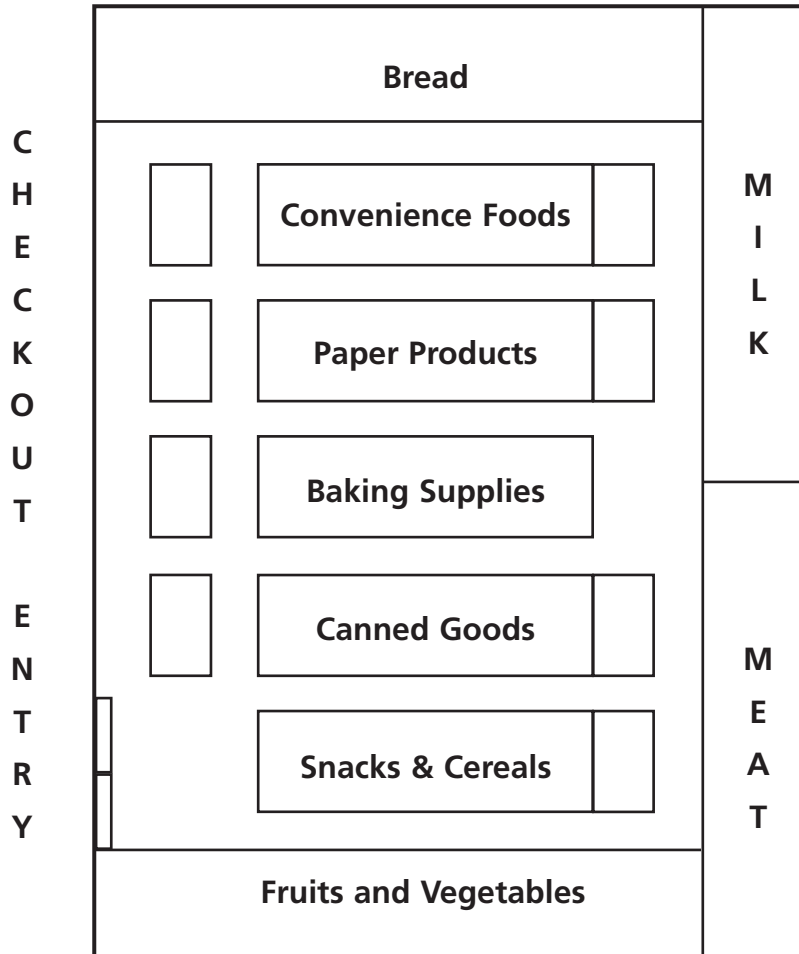 Bread
CHECKOUT
ENTRY
Convenience Foods
Paper Products
Baking Supplies
Canned Goods
Snacks & Cereals
MILK
MEAT
Fruits and Vegetables